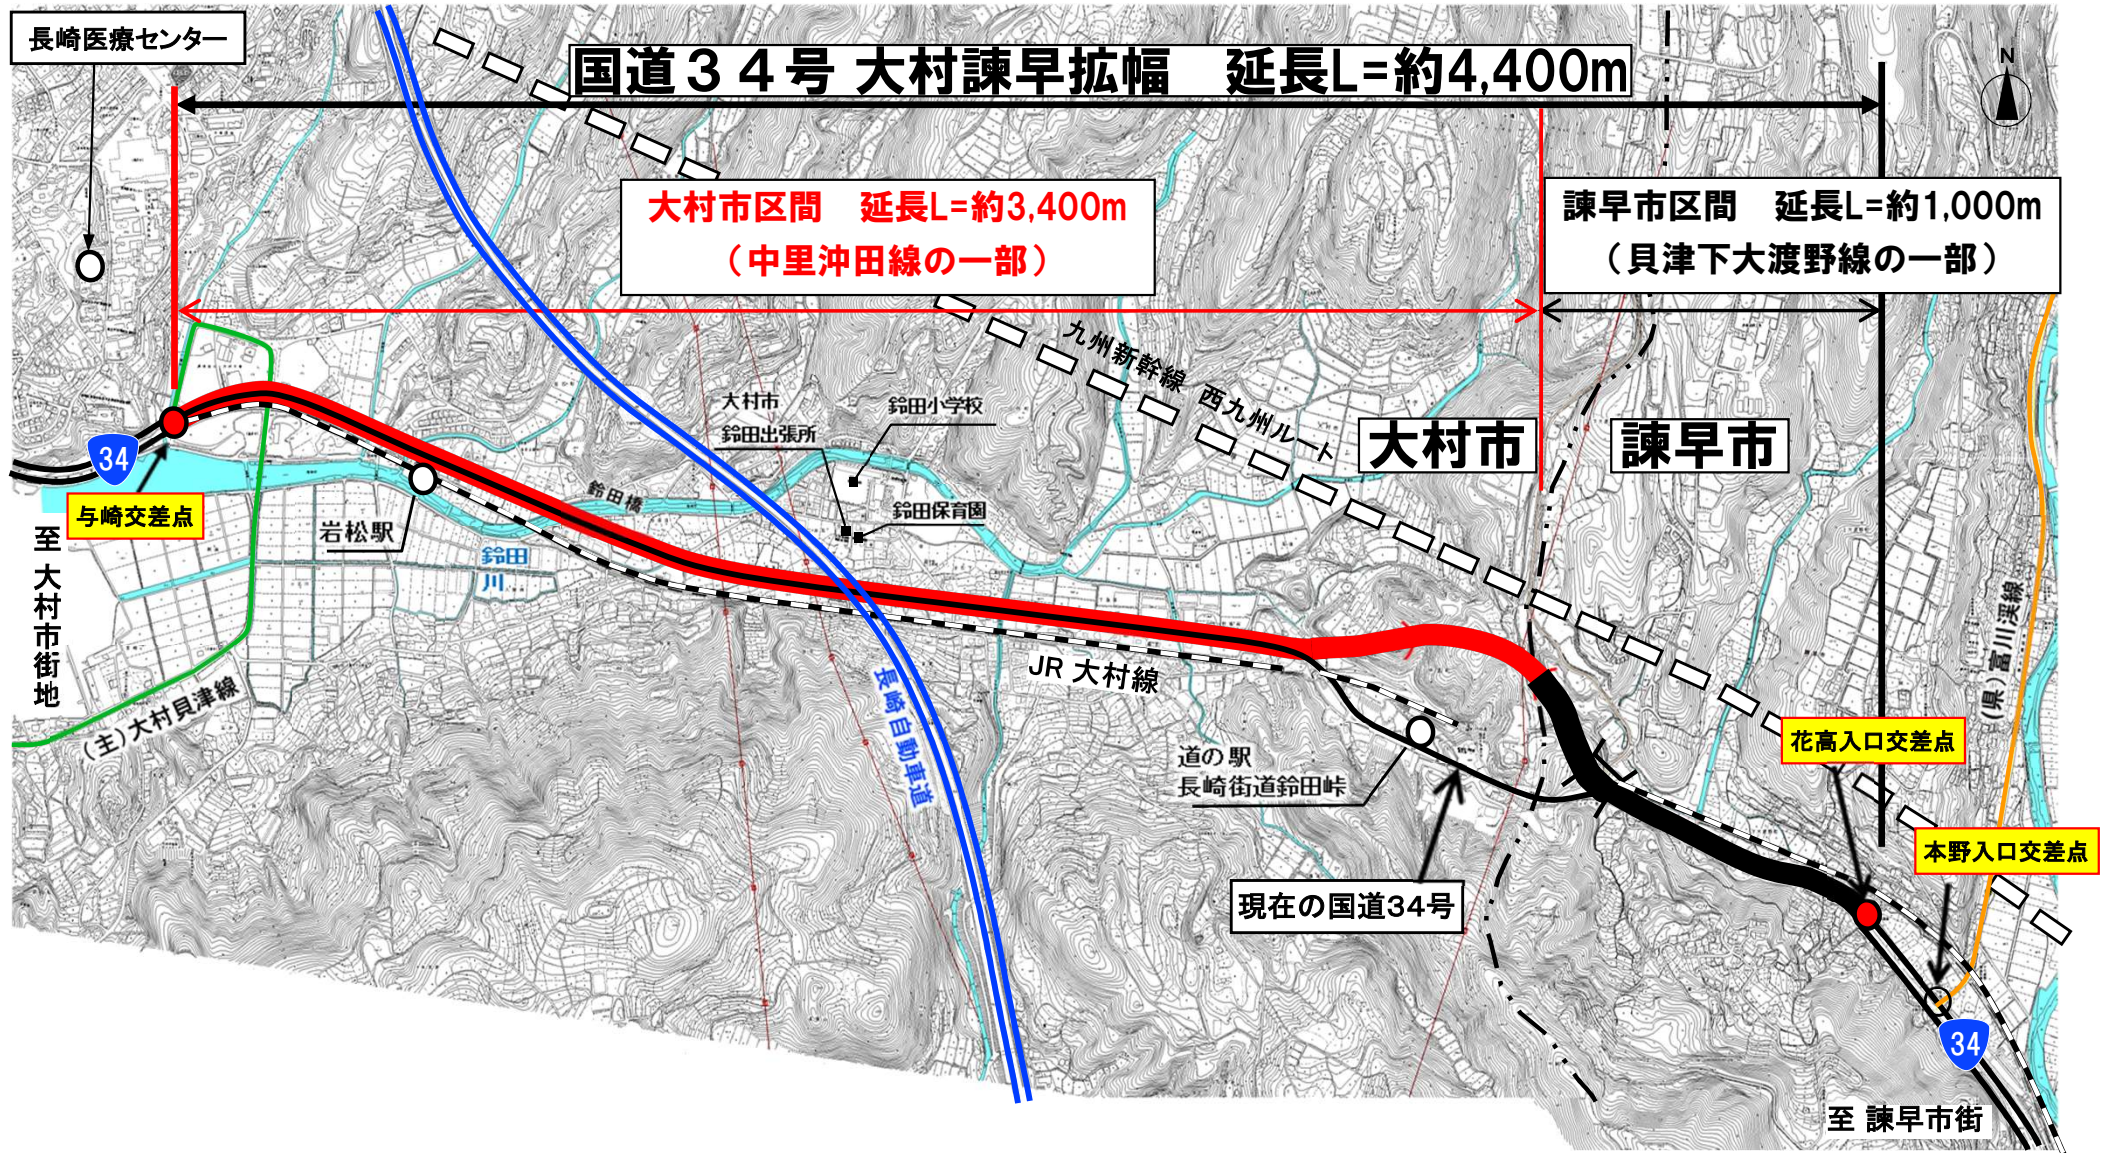 長崎医療センター
国道３４号 大村諫早拡幅　延長L=約4,400m
N
大村市区間　延長L=約3,400m
（中里沖田線の一部）
諫早市区間　延長L=約1,000m
（貝津下大渡野線の一部）
九州新幹線 西九州ルート
大村市
鈴田出張所
鈴田小学校
鈴田保育園
大村市
諫早市
34
与崎交差点
岩松駅
鈴田橋
鈴田
川
至 大村市街地
(主)大村貝津線
JR 大村線
長崎自動車道
道の駅
長崎街道鈴田峠
現在の国道34号
(県)富川渓線
花高入口交差点
本野入口交差点
34
至 諫早市街